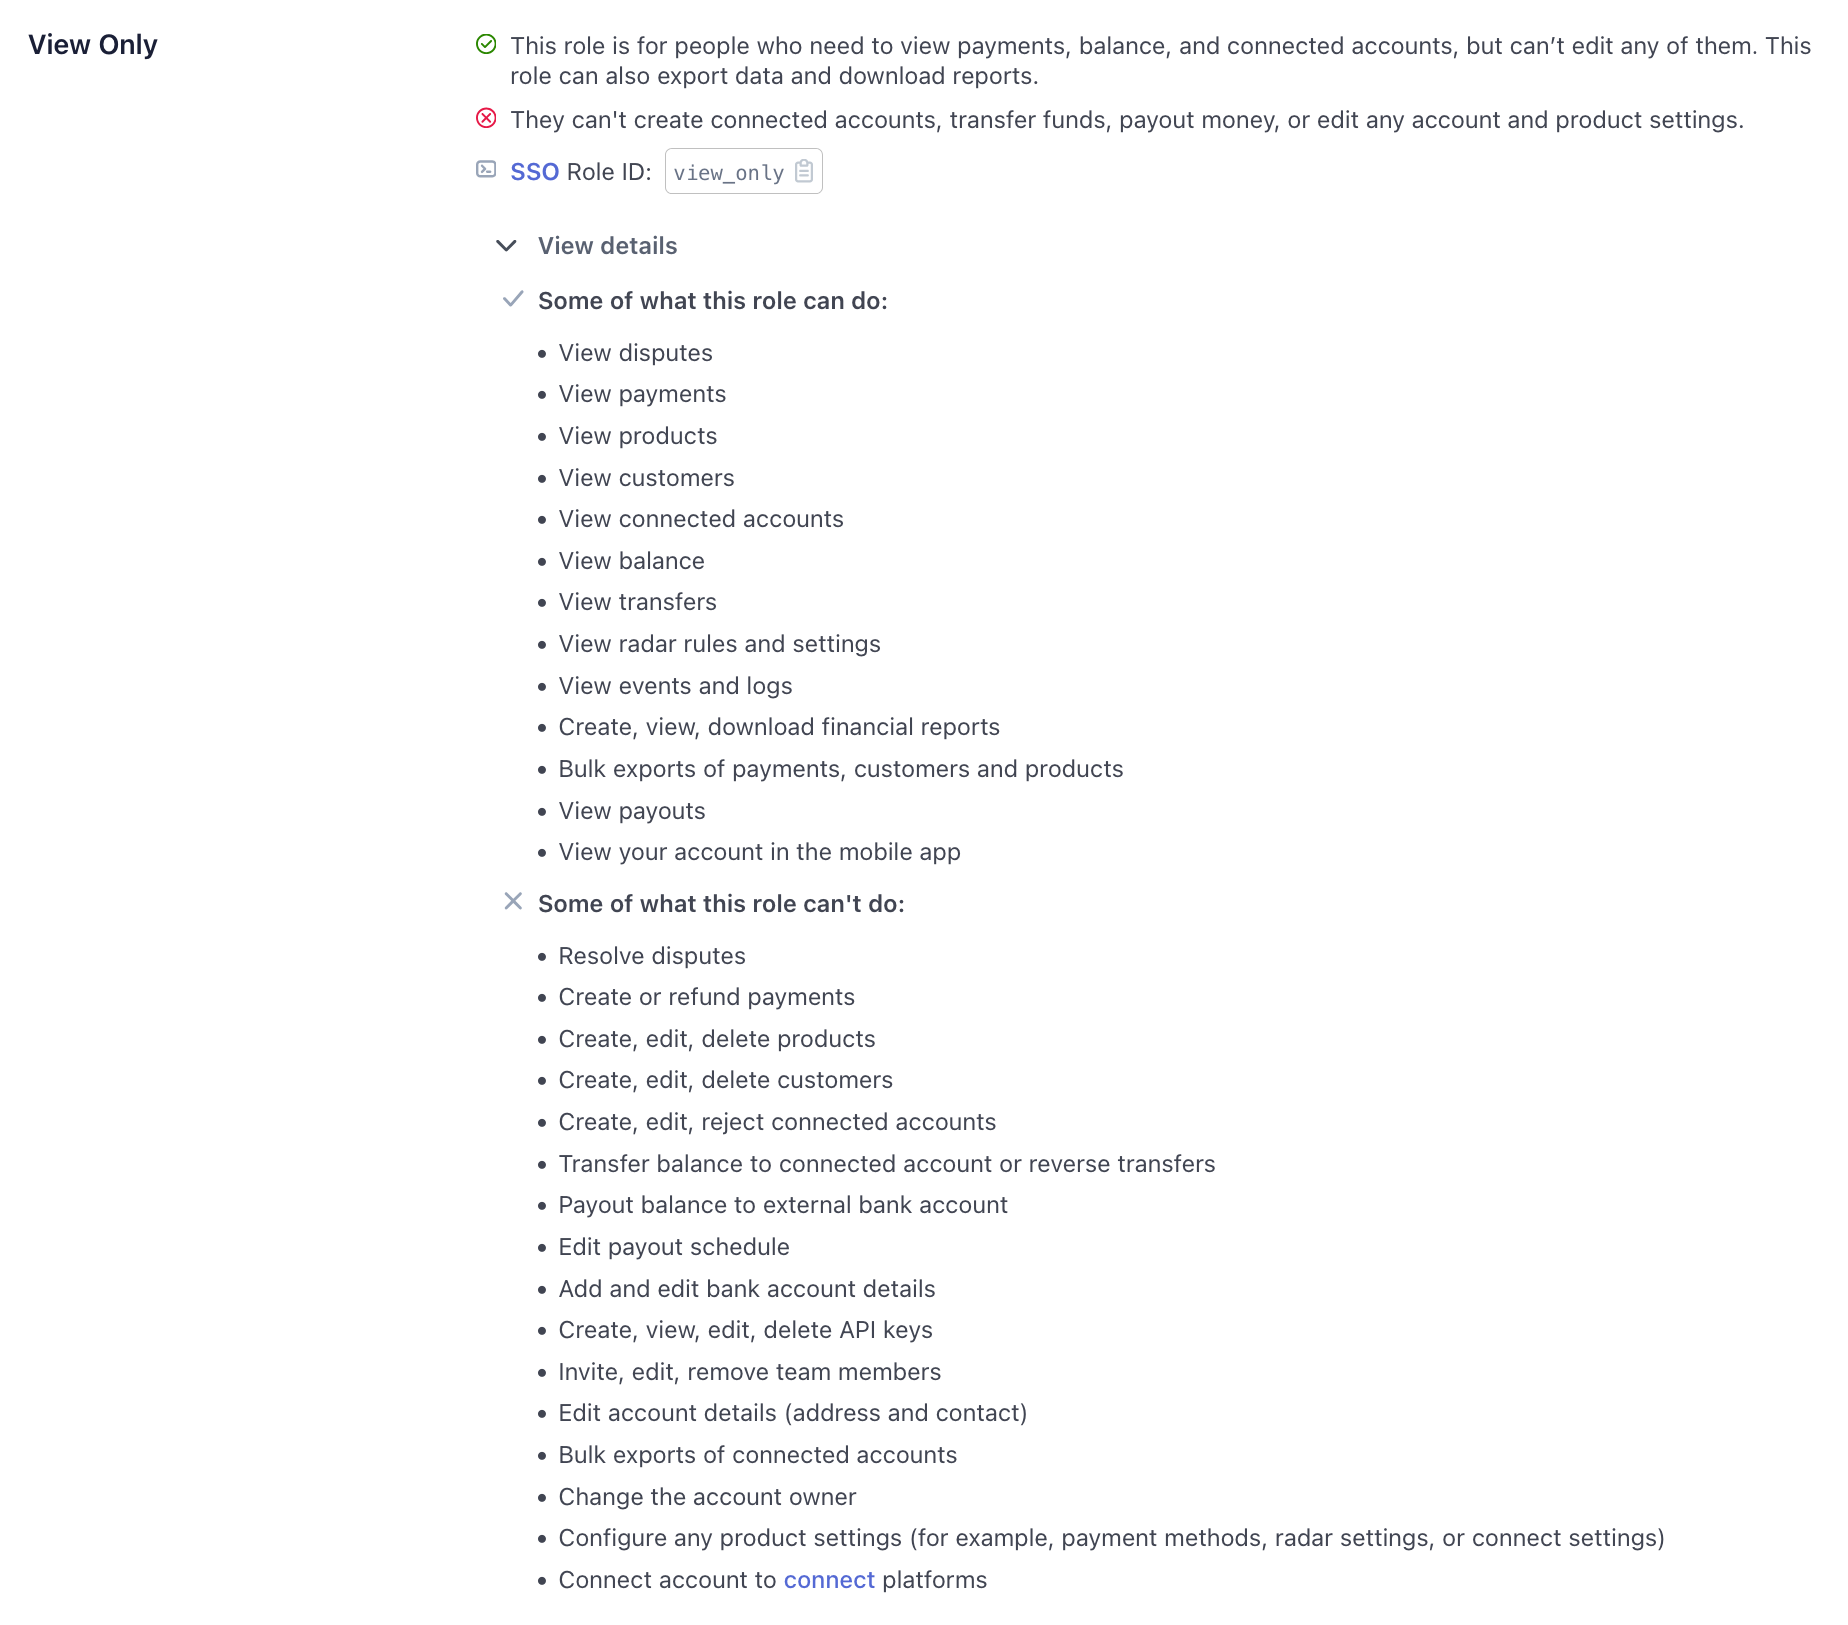 View Only
This role is for people who need to view payments, balance, and connected accounts, but can’t edit any of them. This
role can also export data and download reports.
They can't create connected accounts, transfer funds, payout money, or edit any account and product settings.
SSO Role ID: view_only
View details
Some of what this role can do:
• View disputes
• View payments
• View products
• View customers
• View connected accounts
• View balance
• View transfers
• View radar rules and settings
• View events and logs
• Create, view, download financial reports
• Bulk exports of payments, customers and products
• View payouts
• View your account in the mobile app
Some of what this role can't do:
• Resolve disputes
• Create or refund payments
• Create, edit, delete products
• Create, edit, delete customers
• Create, edit, reject connected accounts
• Transfer balance to connected account or reverse transfers
• Payout balance to external bank account
• Edit payout schedule
• Add and edit bank account details
• Create, view, edit, delete API keys
• Invite, edit, remove team members
• Edit account details (address and contact)
• Bulk exports of connected accounts
• Change the account owner
• Configure any product settings (for example, payment methods, radar settings, or connect settings)
• Connect account to connect platforms